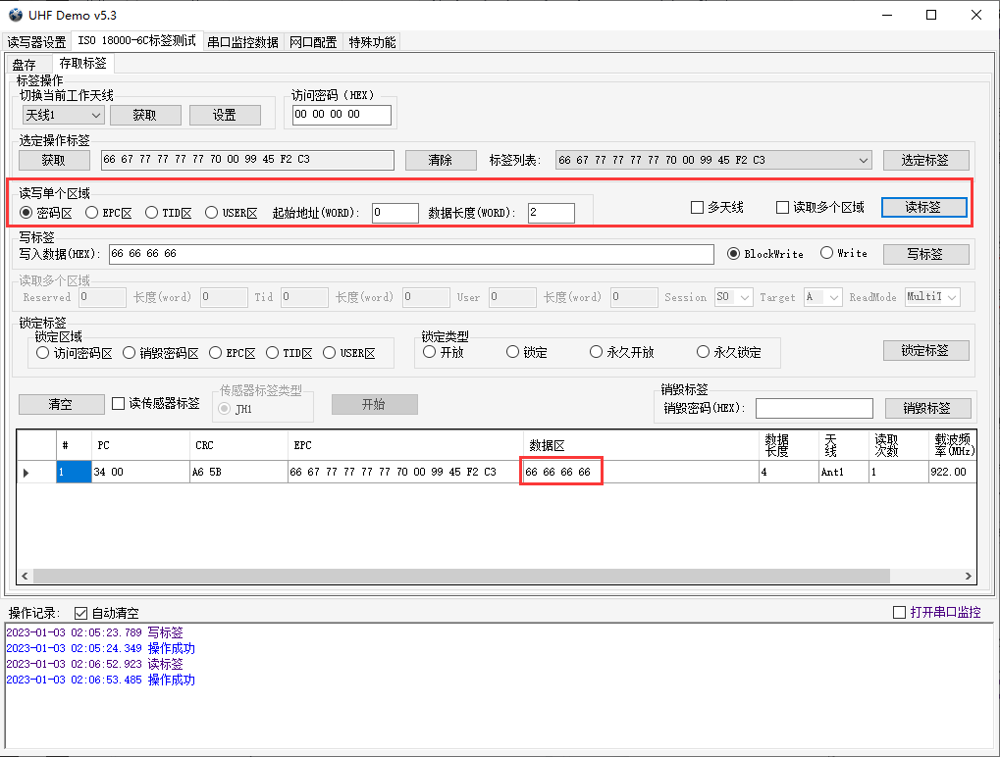 UHF Demo v5.3
读写器设置 ISO 18000-6C标签测试 串口监控数据 网口配置 特殊功能
盘存 存取标签
标签操作
切换当前工作天线 访问密码（HEX）
天线1 获取 设置 00 00 00 00
选定操作标签
获取 66 67 77 77 77 77 70 00 99 45 F2 C3 清除 标签列表: 66 67 77 77 77 77 70 00 99 45 F2 C3 选定标签
读写单个区域
密码区 EPC区 TID区 USER区 起始地址(WORD): 0 数据长度(WORD): 2 多天线 读取多个区域 读标签
写标签
写入数据(HEX): 66 66 66 66 BlockWrite Write 写标签
读取多个区域
Reserved 0 长度(word) 0 Tid 0 长度(word) 0 User 0 长度(word) 0 Session S0 Target A ReadMode MultiT
锁定标签
锁定区域 锁定类型
访问密码区 销毁密码区 EPC区 TID区 USER区 开放 锁定 永久开放 永久锁定 锁定标签
传感器标签类型 销毁标签
清空 读传感器标签 JH1 开始 销毁密码(HEX): 销毁标签
# PC CRC EPC 数据区 数据长度 天线 读取次数 载波频率(MHz)
1 34 00 A6 5B 66 67 77 77 77 77 70 00 99 45 F2 C3 66 66 66 66 4 Ant1 1 922.00
操作记录: 自动清空 打开串口监控
2023-01-03 02:05:23.789 写标签
2023-01-03 02:05:24.349 操作成功
2023-01-03 02:06:52.923 读标签
2023-01-03 02:06:53.485 操作成功